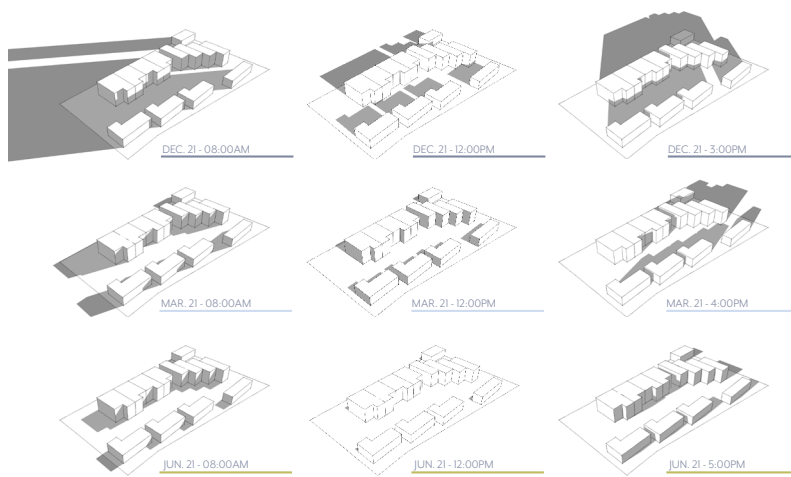 DEC. 21 - 08:00AM
DEC. 21 - 12:00PM
DEC. 21 - 3:00PM
MAR. 21 - 08:00AM
MAR. 21 - 12:00PM
MAR. 21 - 4:00PM
JUN. 21 - 08:00AM
JUN. 21 - 12:00PM
JUN. 21 - 5:00PM